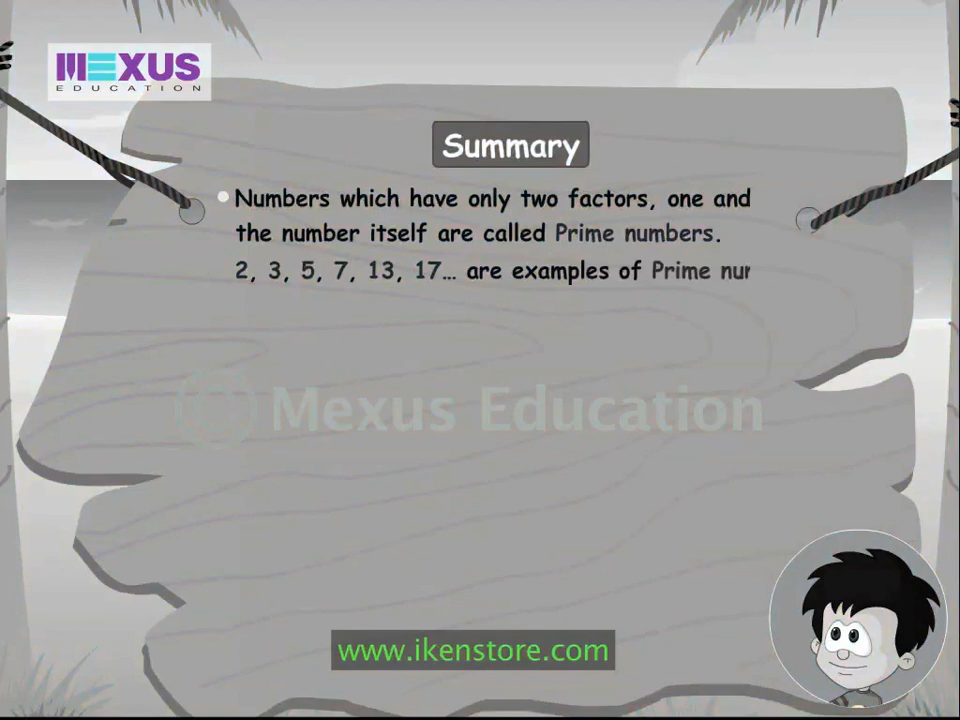 MEXUS
EDUCATION
Summary
Numbers which have only two factors, one and
the number itself are called Prime numbers.
2, 3, 5, 7, 13, 17... are examples of Prime
© Mexus Education
www.ikenstore.com